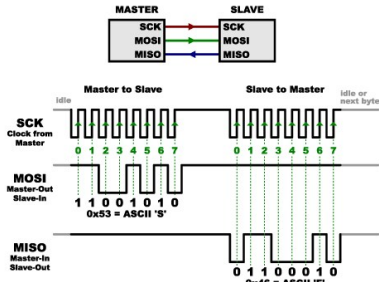 MASTER SLAVE
SCK SCK
MOSI MOSI
MISO MISO
Master to Slave Slave to Master
idle
idle or
next byte
SCK
Clock from
Master
0 1 2 3 4 5 6 7 0 1 2 3 4 5 6 7
MOSI
Master-Out
Slave-In
1 1 0 0 1 0 1 0
0x53 = ASCII 'S'
MISO
Master-In
Slave-Out
0 1 1 0 0 0 1 0
0x46 = ASCII 'F'